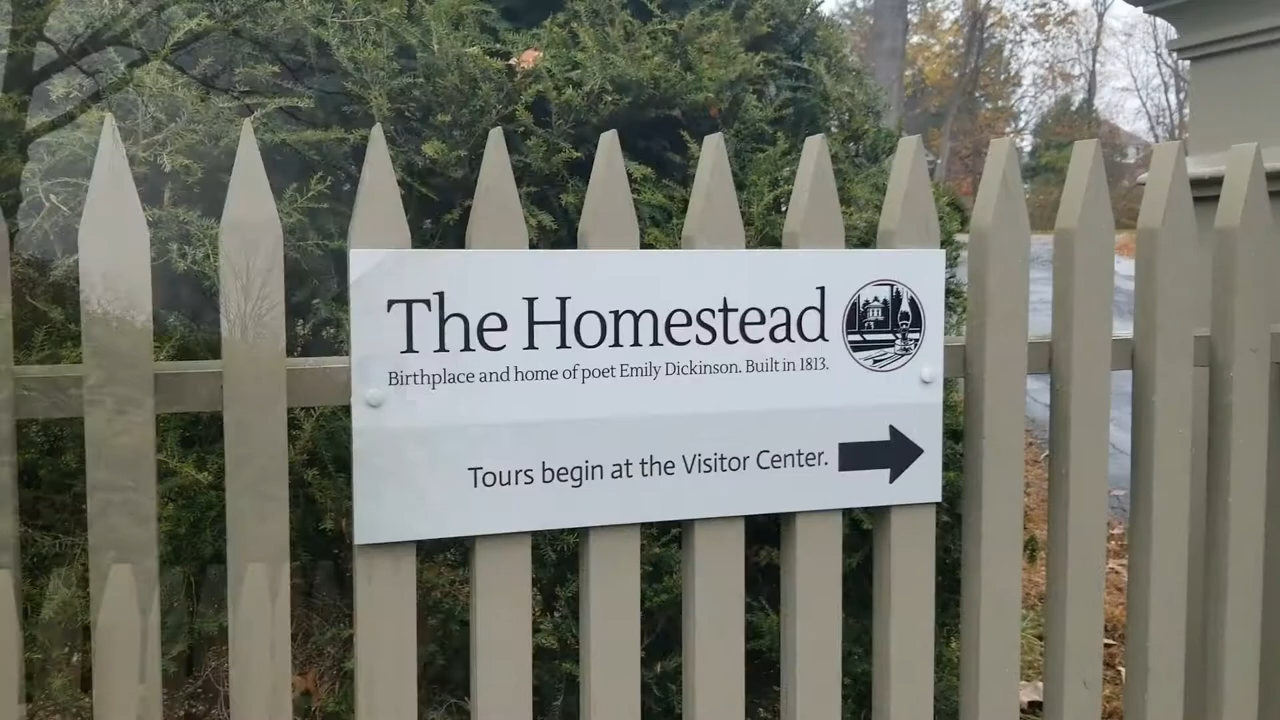 The Homestead
Birthplace and home of poet Emily Dickinson. Built in 1813.
Tours begin at the Visitor Center.